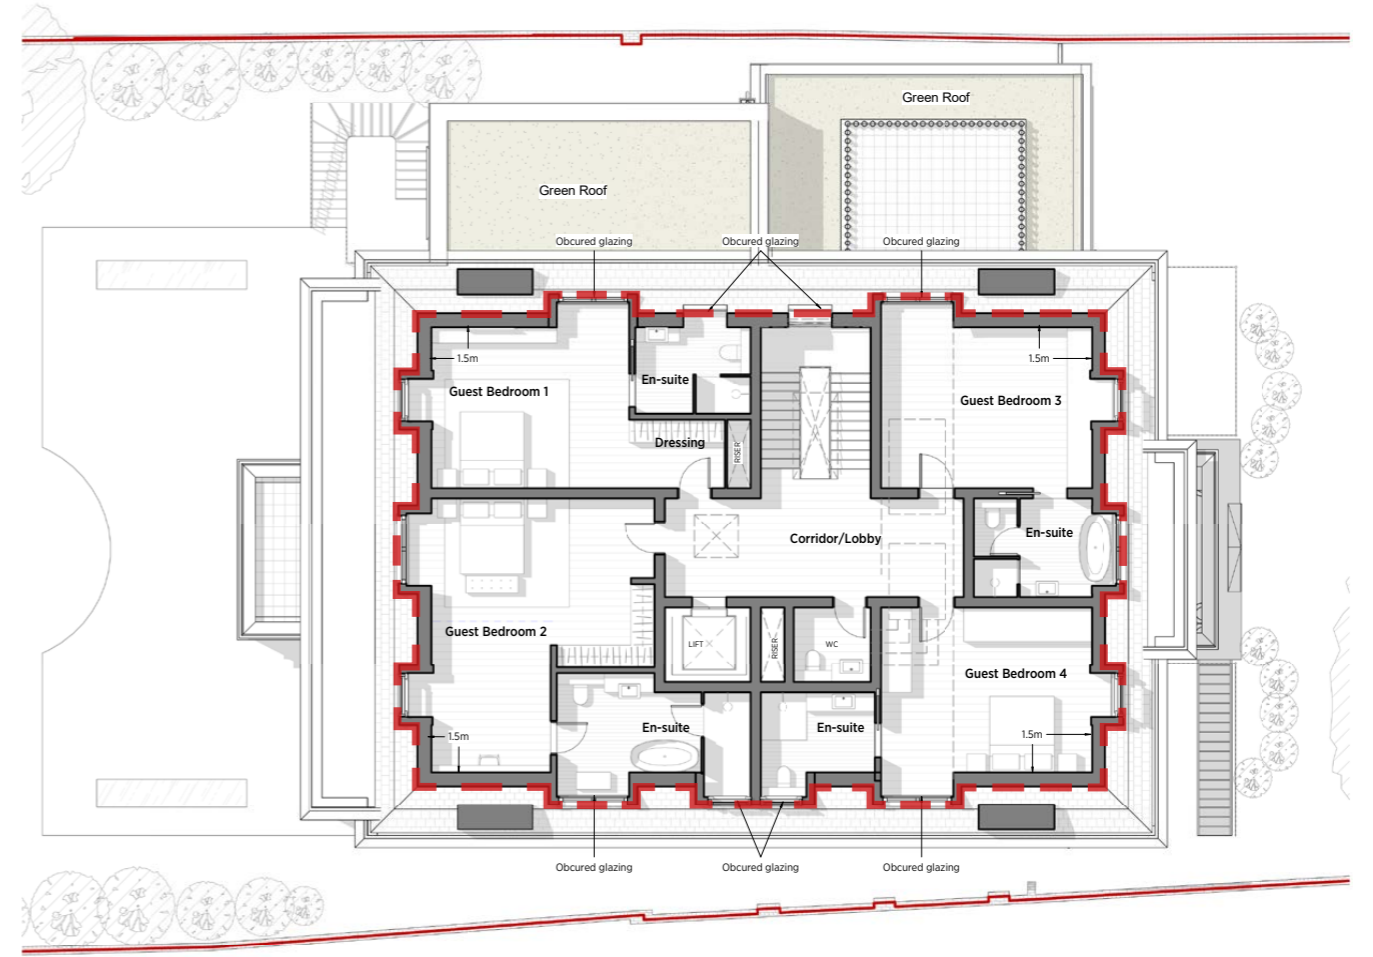 Green Roof
Green Roof
Obcured glazing
Obcured glazing
Obcured glazing
1.5m
1.5m
En-suite
Guest Bedroom 1
Guest Bedroom 3
Dressing
RISER
En-suite
Corridor/Lobby
Guest Bedroom 2
LIFT
RISER
WC
Guest Bedroom 4
En-suite
En-suite
1.5m
1.5m
Obcured glazing
Obcured glazing
Obcured glazing